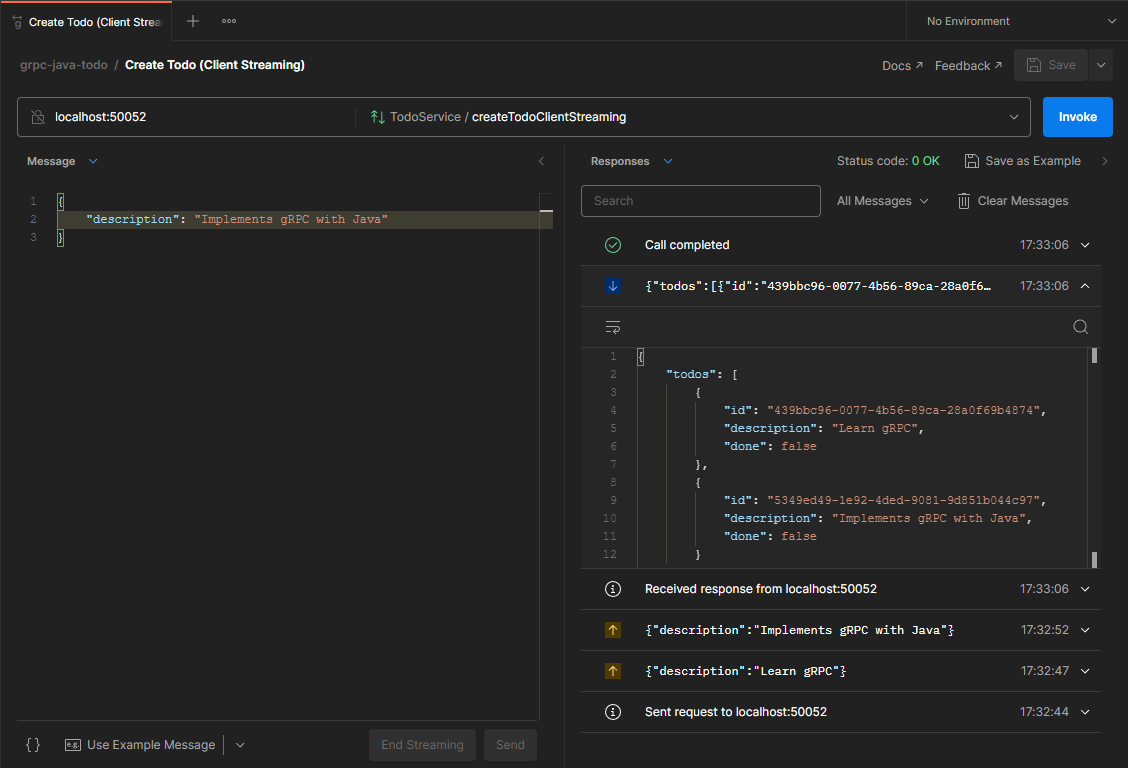 Create Todo (Client Strea
No Environment
grpc-java-todo / Create Todo (Client Streaming)
Docs ↗ Feedback ↗ Save
localhost:50052 TodoService / createTodoClientStreaming Invoke
Message
1 {
2 "description": "Implements gRPC with Java"
3 }
{} e.g. Use Example Message End Streaming Send
Responses Status code: 0 OK Save as Example
Search All Messages Clear Messages
Call completed 17:33:06
{"todos":[{"id":"439bbc96-0077-4b56-89ca-28a0f6… 17:33:06
1 {
2 "todos": [
3 {
4 "id": "439bbc96-0077-4b56-89ca-28a0f69b4874",
5 "description": "Learn gRPC",
6 "done": false
7 },
8 {
9 "id": "5349ed49-1e92-4ded-9081-9d851b044c97",
10 "description": "Implements gRPC with Java",
11 "done": false
12 }
Received response from localhost:50052 17:33:06
{"description":"Implements gRPC with Java"} 17:32:52
{"description":"Learn gRPC"} 17:32:47
Sent request to localhost:50052 17:32:44